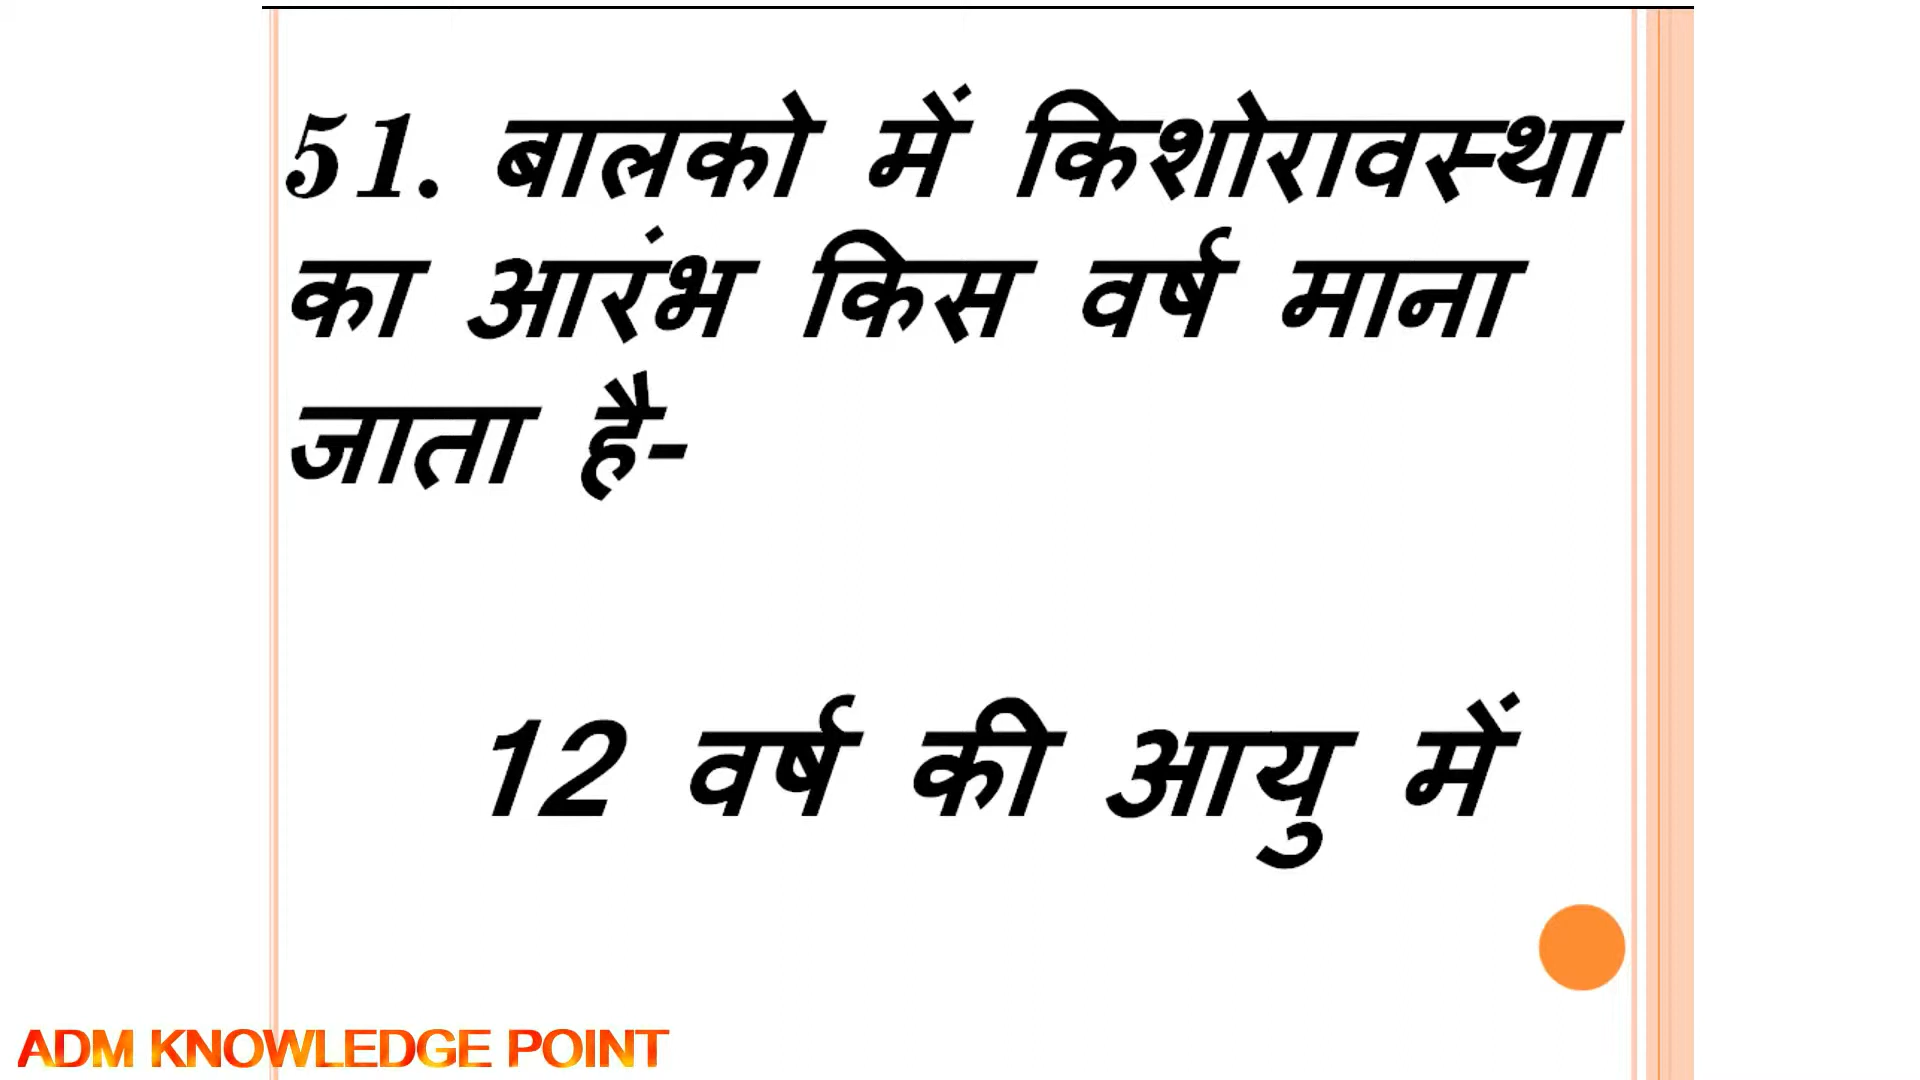 51. बालको में किशोरावस्था
का आरंभ किस वर्ष माना
जाता है-
12 वर्ष की आयु में
ADM KNOWLEDGE POINT